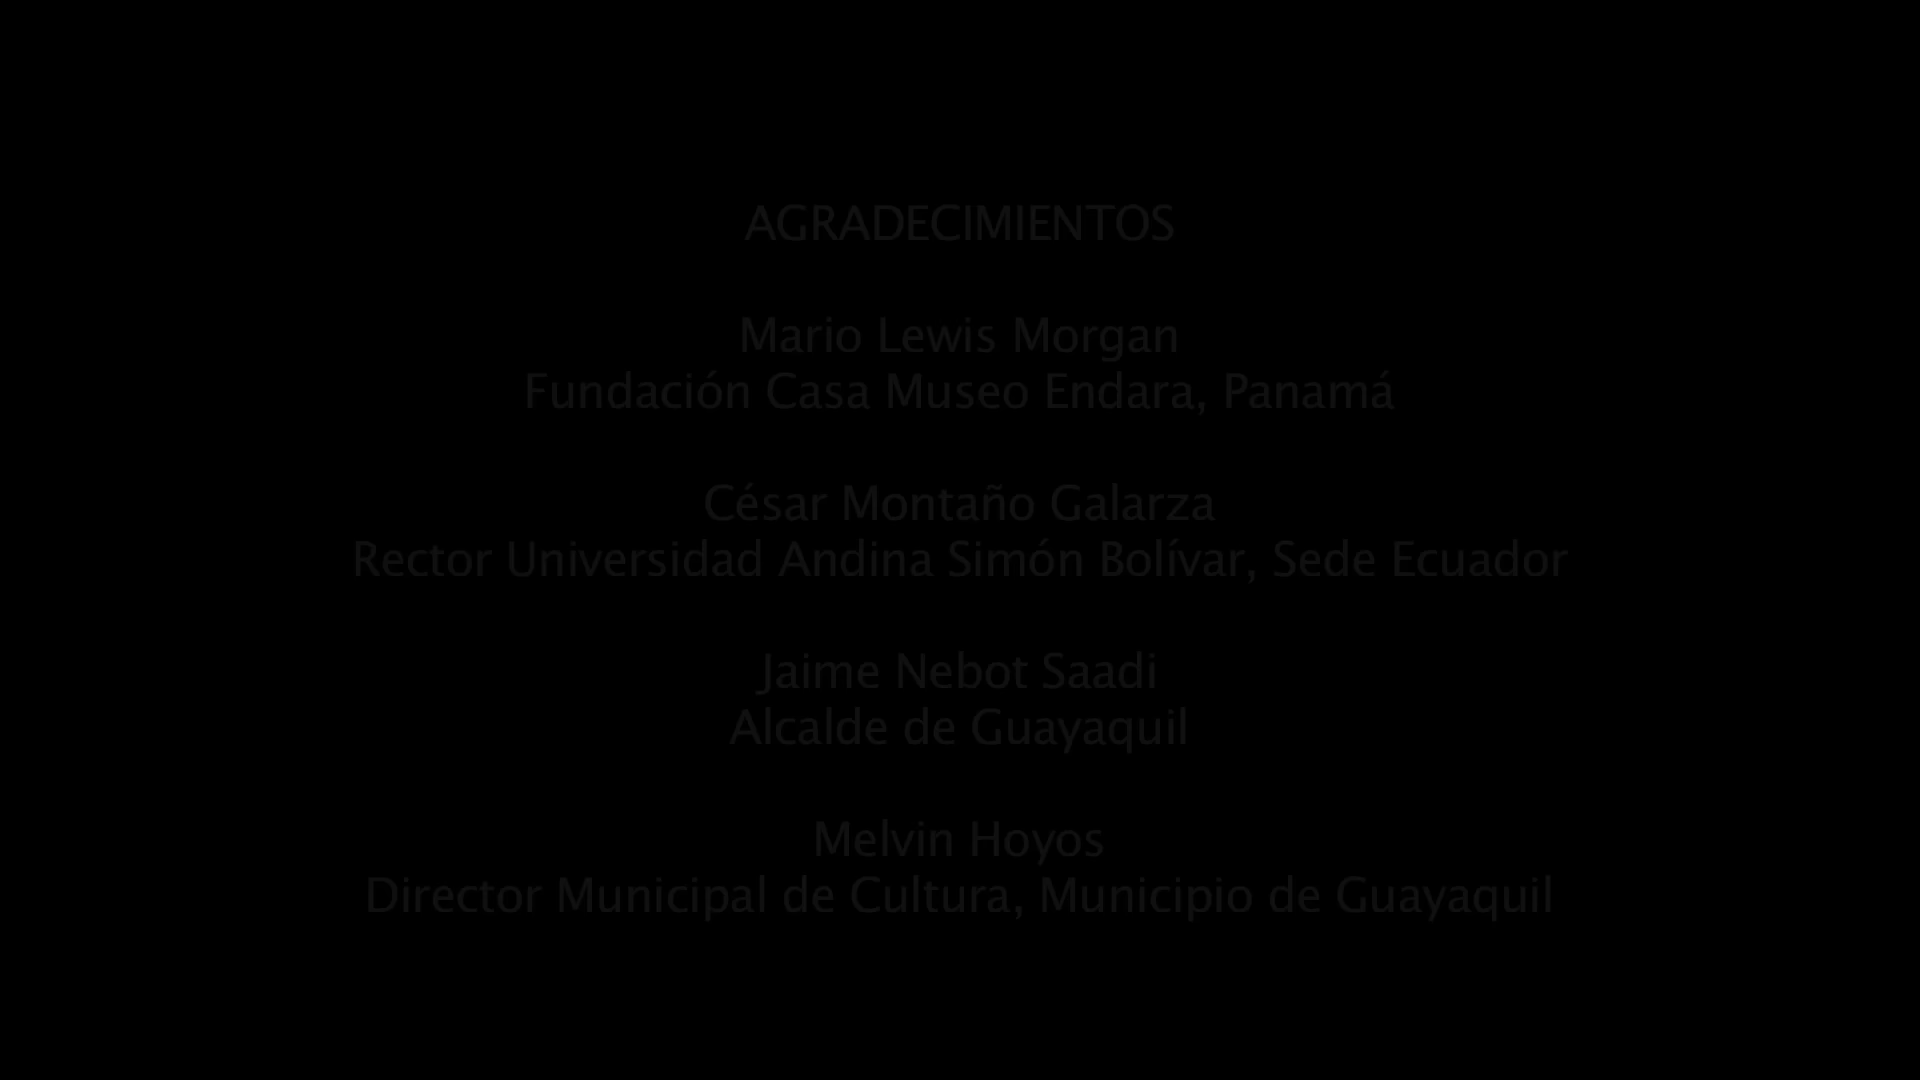 AGRADECIMIENTOS
Mario Lewis Morgan
Fundación Casa Museo Endara, Panamá
César Montaño Galarza
Rector Universidad Andina Simón Bolívar, Sede Ecuador
Jaime Nebot Saadi
Alcalde de Guayaquil
Melvin Hoyos
Director Municipal de Cultura, Municipio de Guayaquil